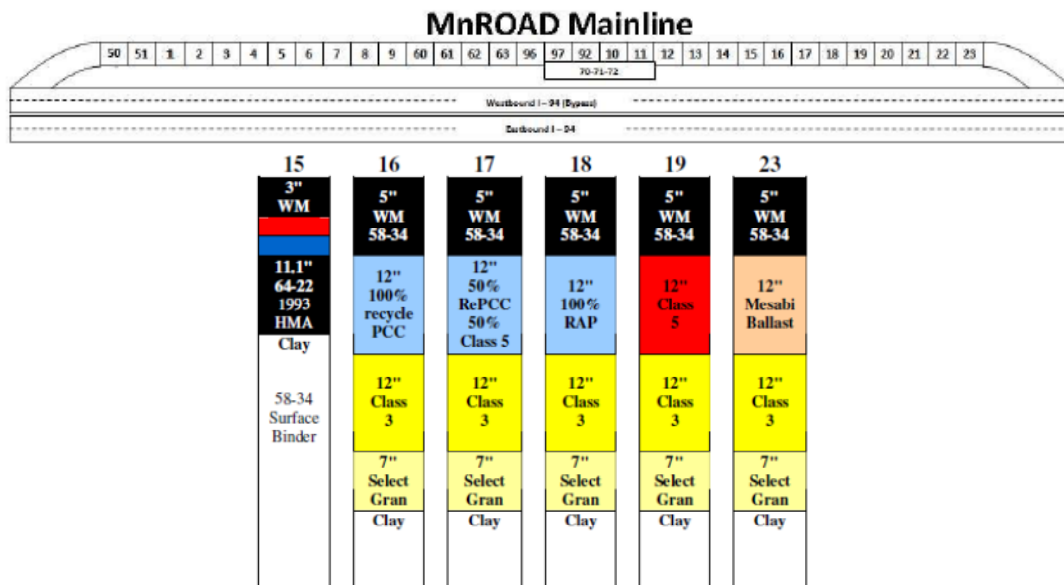 MnROAD Mainline
50 51 1 2 3 4 5 6 7 8 9 60 61 62 63 96 97 92 10 11 12 13 14 15 16 17 18 19 20 21 22 23
70-71-72
Westbound I – 94 (Bypass)
Eastbound I – 94
15
3"
WM
11.1"
64-22
1993
HMA
Clay
58-34
Surface
Binder
16
5"
WM
58-34
12"
100%
recycle
PCC
12"
Class
3
7"
Select
Gran
Clay
17
5"
WM
58-34
12"
50%
RePCC
50%
Class 5
12"
Class
3
7"
Select
Gran
Clay
18
5"
WM
58-34
12"
100%
RAP
12"
Class
3
7"
Select
Gran
Clay
19
5"
WM
58-34
12"
Class
5
12"
Class
3
7"
Select
Gran
Clay
23
5"
WM
58-34
12"
Mesabi
Ballast
12"
Class
3
7"
Select
Gran
Clay